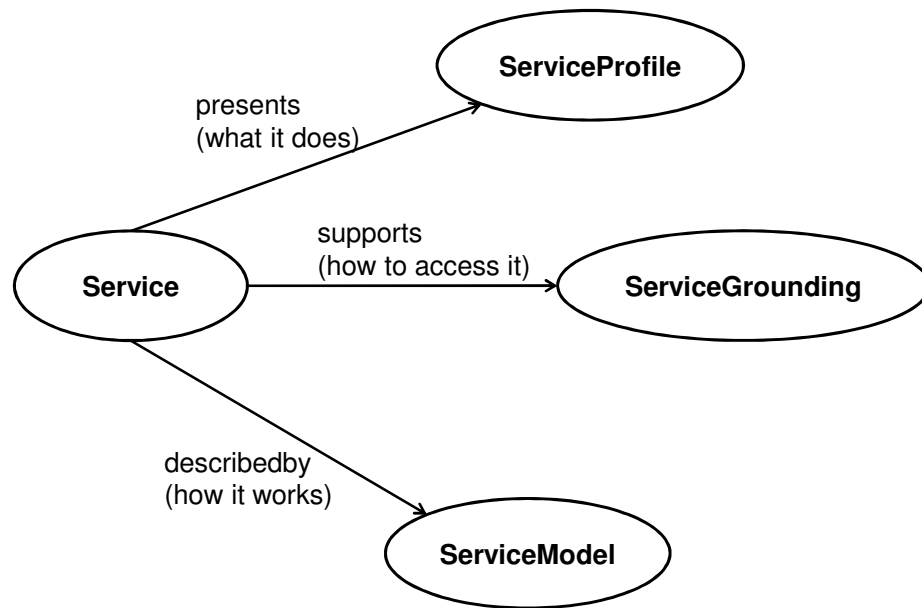 ServiceProfile
presents
(what it does)
supports
(how to access it)
Service
ServiceGrounding
describedby
(how it works)
ServiceModel